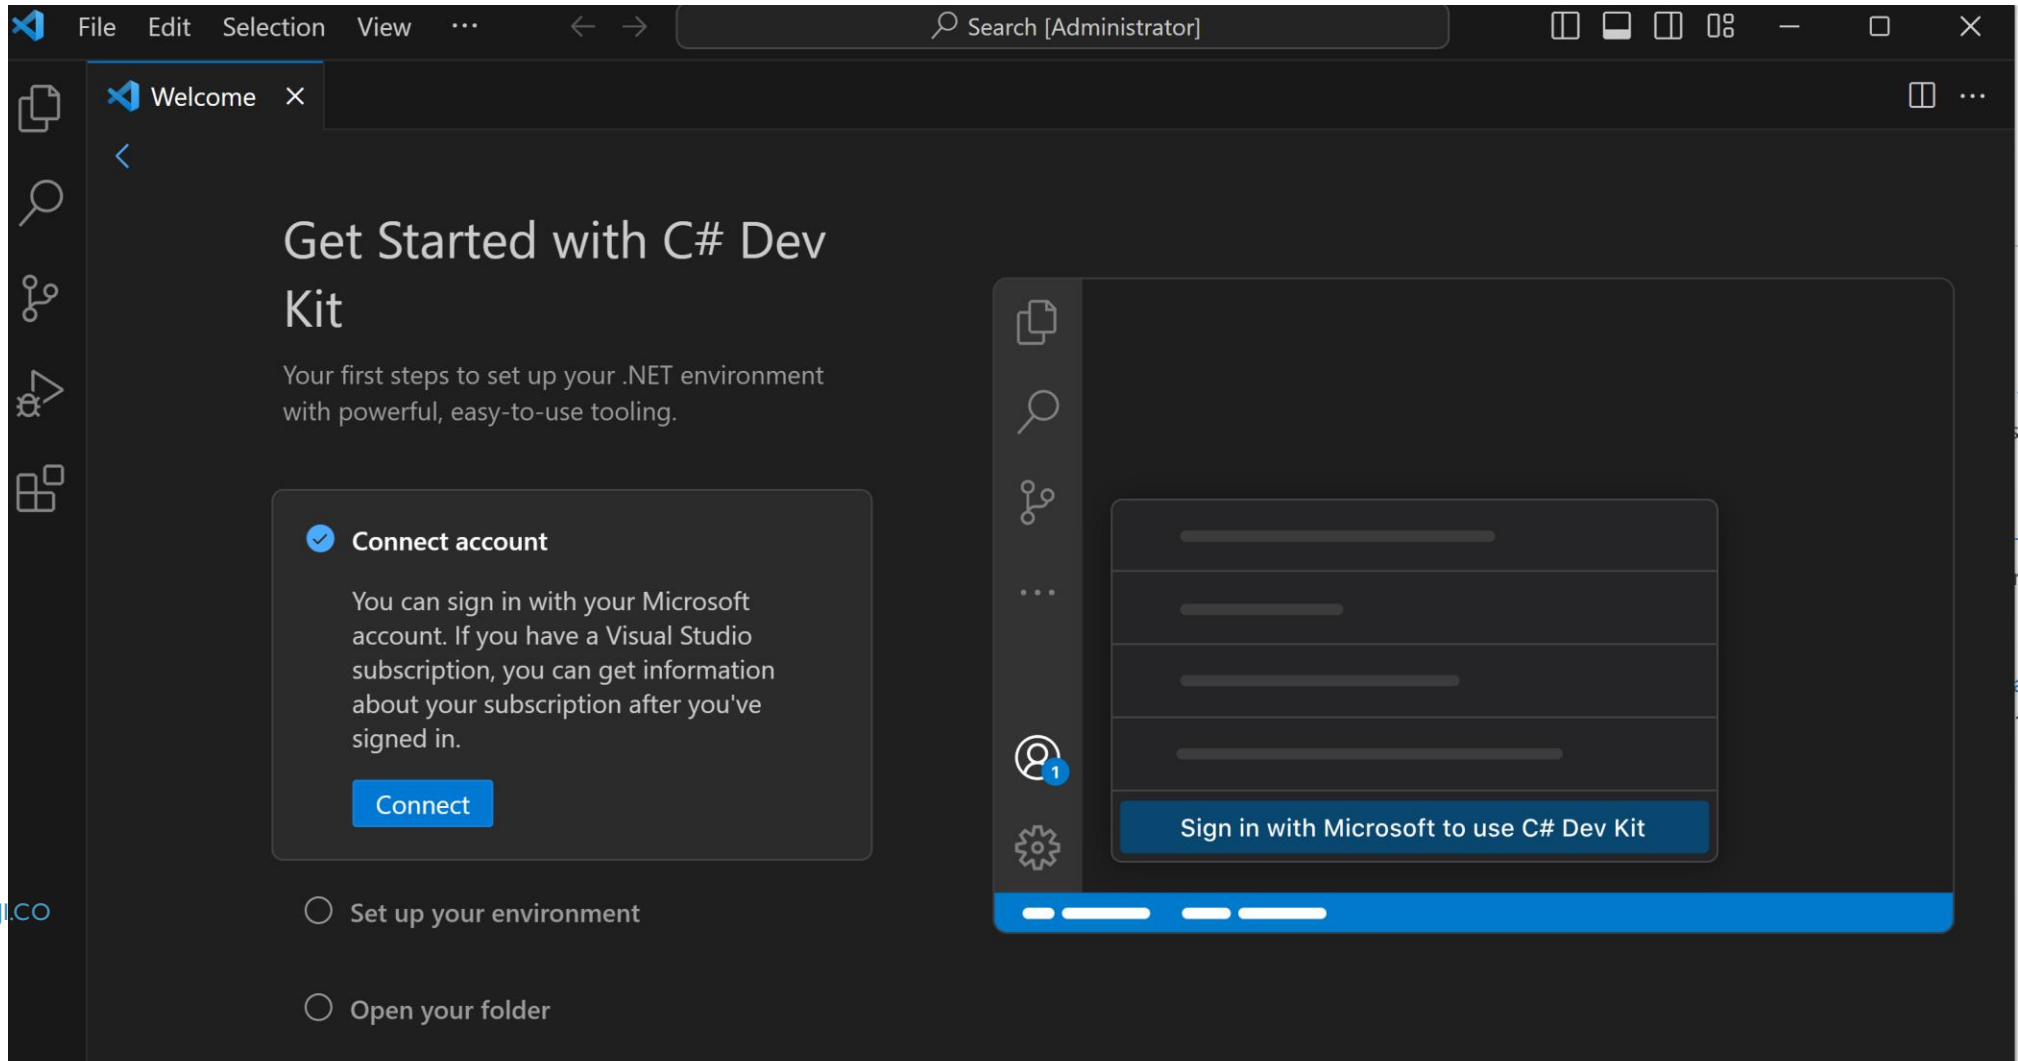 File Edit Selection View ··· Search [Administrator]
Welcome
Get Started with C# Dev
Kit
Your first steps to set up your .NET environment
with powerful, easy-to-use tooling.
Connect account
You can sign in with your Microsoft
account. If you have a Visual Studio
subscription, you can get information
about your subscription after you've
signed in.
Connect
1
Sign in with Microsoft to use C# Dev Kit
Set up your environment
Open your folder